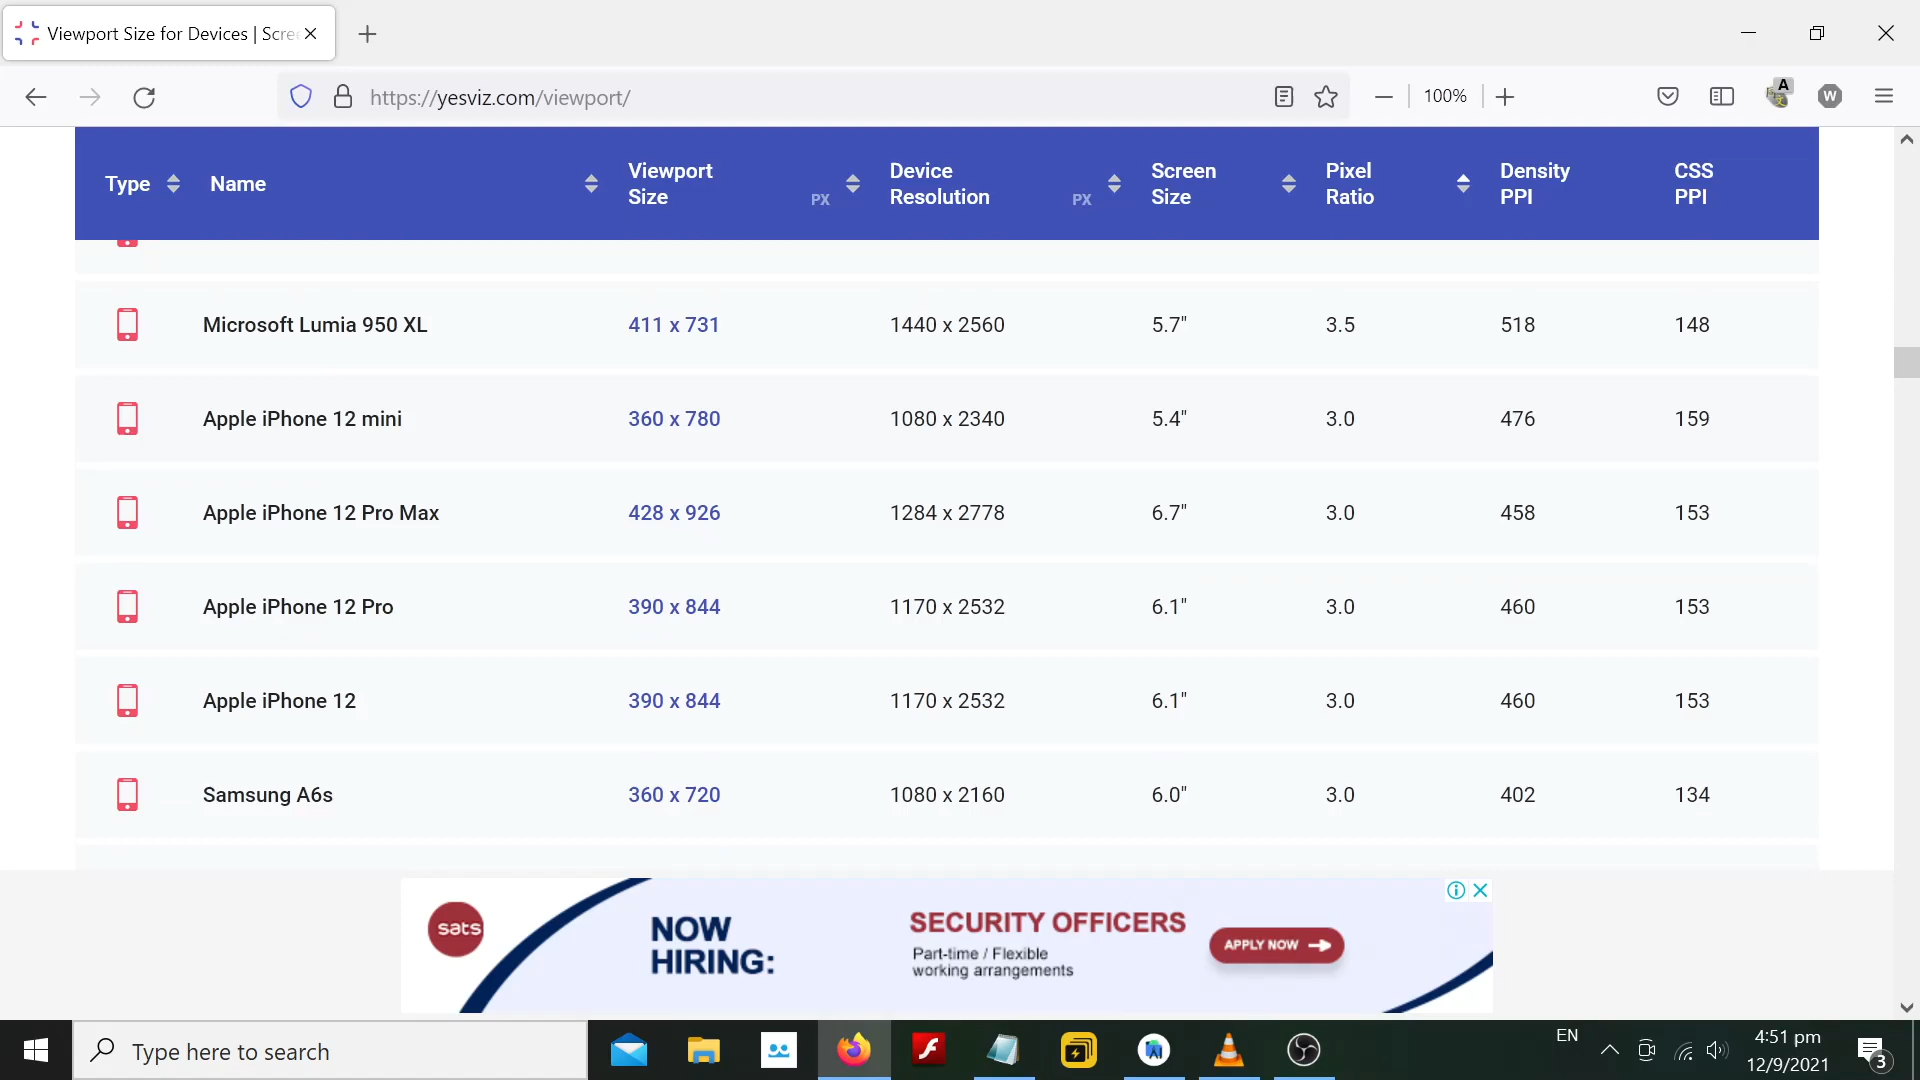 Viewport Size for Devices | Scre
https://yesviz.com/viewport/
100%
A
W
Type Name Viewport Size PX Device Resolution PX Screen Size Pixel Ratio Density PPI CSS PPI
Microsoft Lumia 950 XL 411 x 731 1440 x 2560 5.7" 3.5 518 148
Apple iPhone 12 mini 360 x 780 1080 x 2340 5.4" 3.0 476 159
Apple iPhone 12 Pro Max 428 x 926 1284 x 2778 6.7" 3.0 458 153
Apple iPhone 12 Pro 390 x 844 1170 x 2532 6.1" 3.0 460 153
Apple iPhone 12 390 x 844 1170 x 2532 6.1" 3.0 460 153
Samsung A6s 360 x 720 1080 x 2160 6.0" 3.0 402 134
sats
NOW
HIRING:
SECURITY OFFICERS
Part-time / Flexible
working arrangements
APPLY NOW
Type here to search
EN
4:51 pm
12/9/2021
3